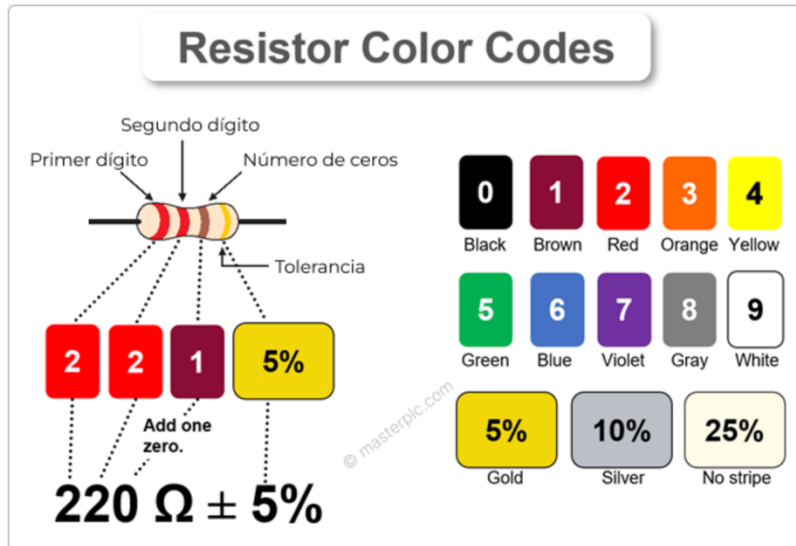 Resistor Color Codes
Segundo dígito
Primer dígito
Número de ceros
Tolerancia
2 2 1 5%
Add one
zero.
220 Ω ± 5%
0 1 2 3 4
Black Brown Red Orange Yellow
5 6 7 8 9
Green Blue Violet Gray White
5% 10% 25%
Gold Silver No stripe
© masterpic.com